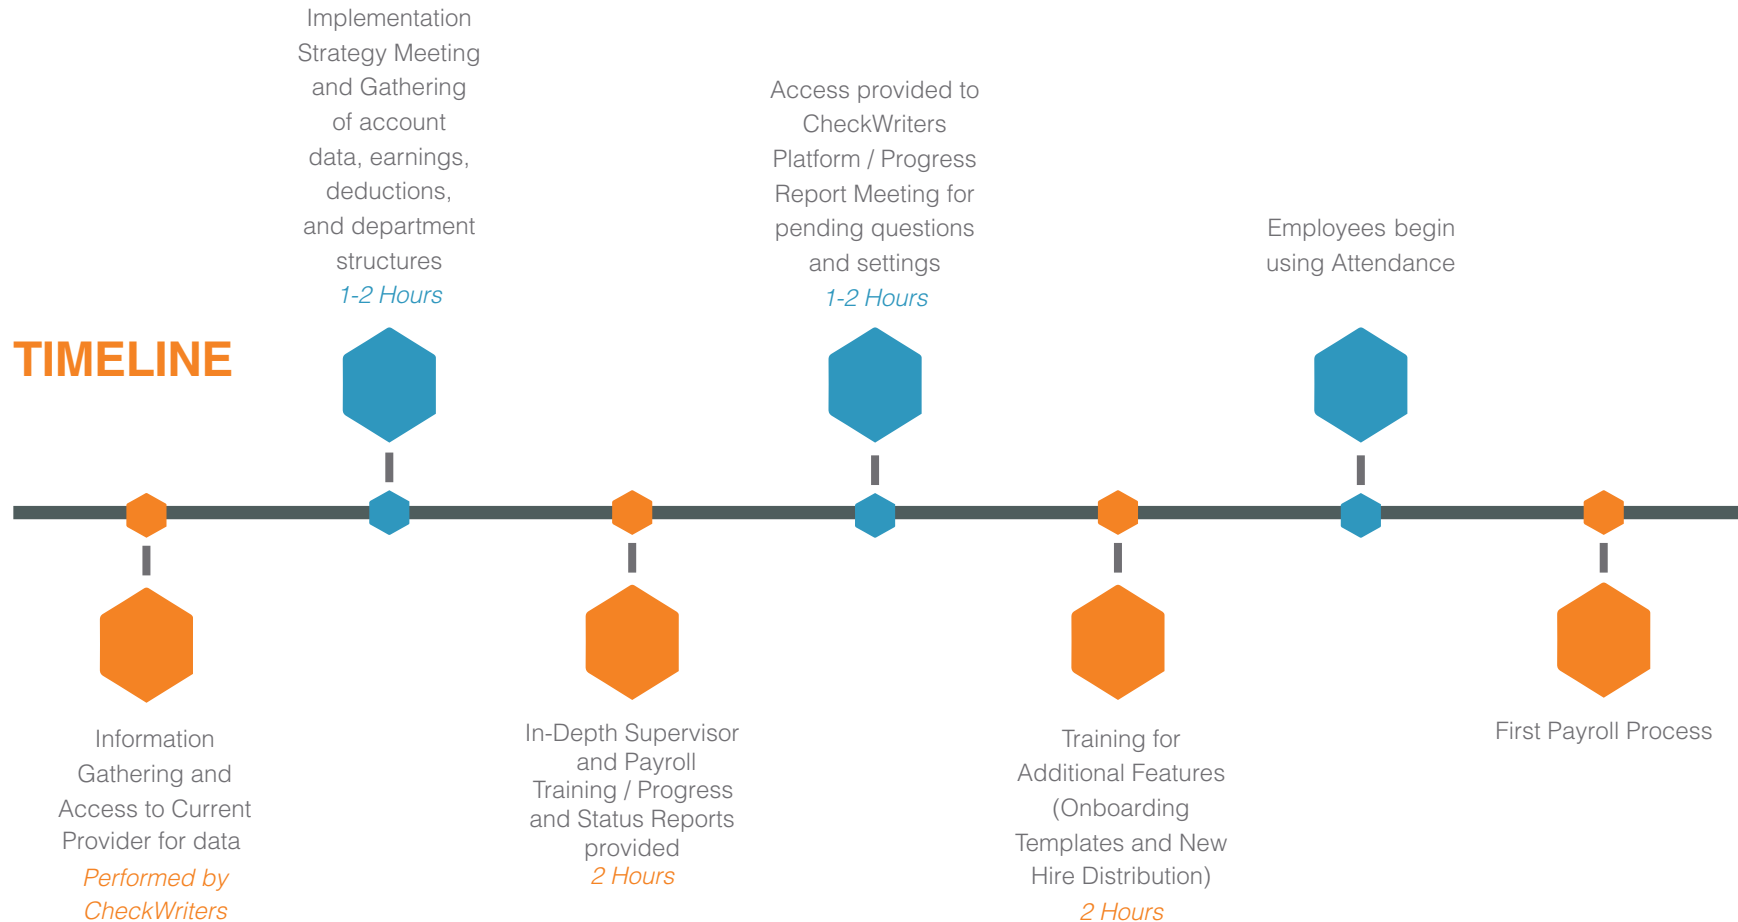 TIMELINE
Information
Gathering and
Access to Current
Provider for data
Performed by
CheckWriters
Implementation
Strategy Meeting
and Gathering
of account
data, earnings,
deductions,
and department
structures
1-2 Hours
In-Depth Supervisor
and Payroll
Training / Progress
and Status Reports
provided
2 Hours
Access provided to
CheckWriters
Platform / Progress
Report Meeting for
pending questions
and settings
1-2 Hours
Training for
Additional Features
(Onboarding
Templates and New
Hire Distribution)
2 Hours
Employees begin
using Attendance
First Payroll Process